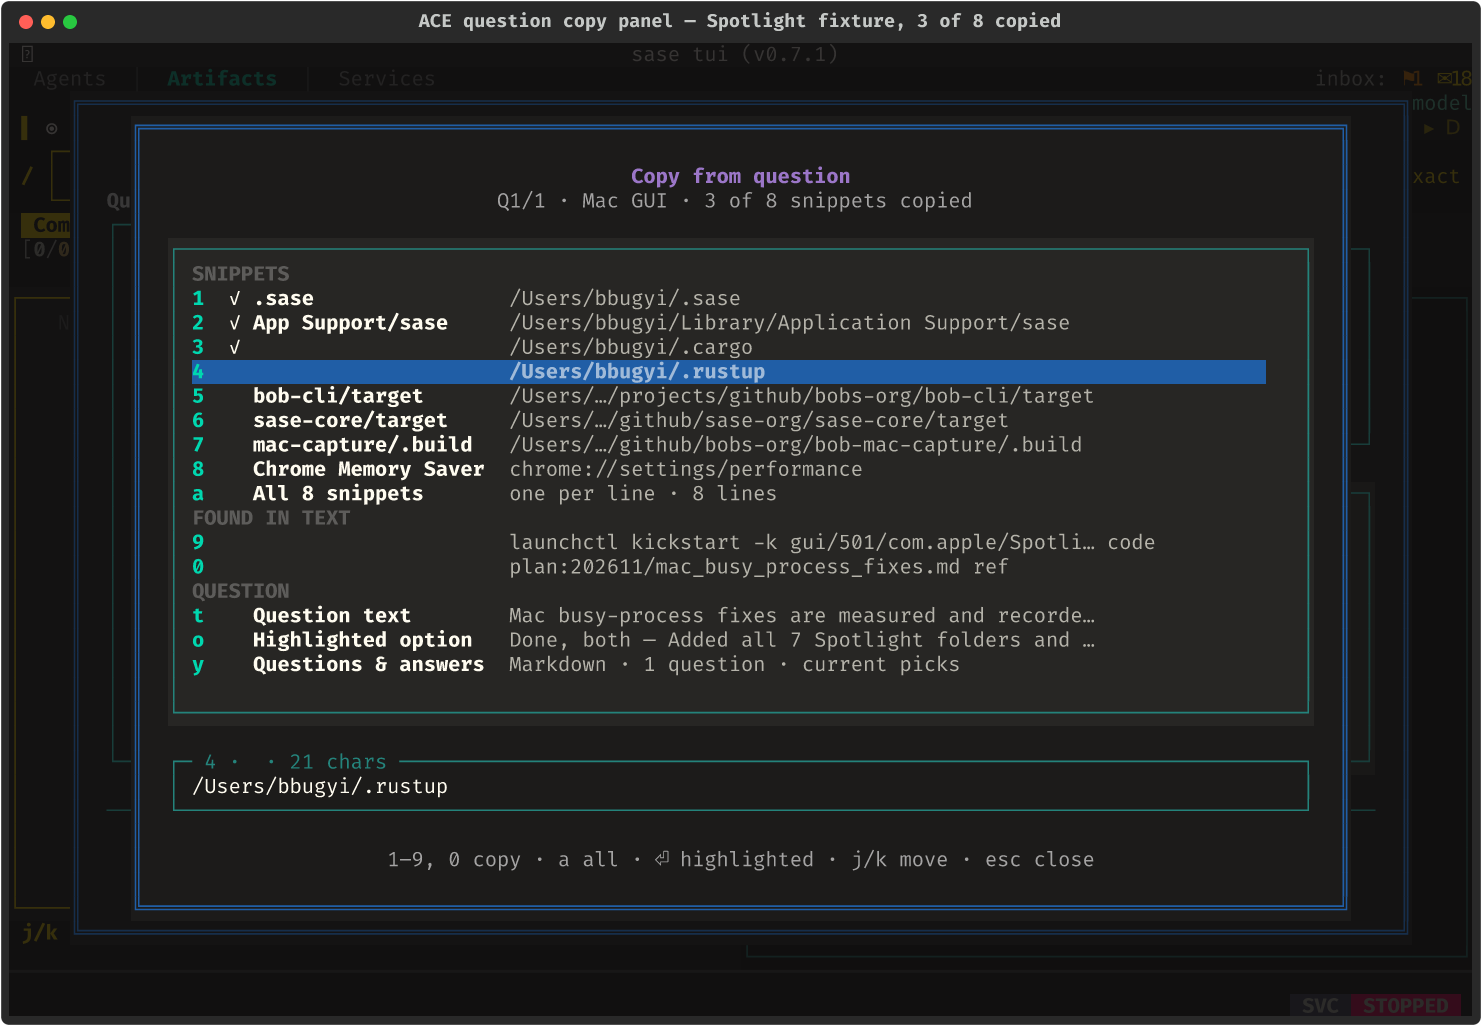 ACE question copy panel — Spotlight fixture, 3 of 8 copied
sase tui (v0.7.1)
Agents | Artifacts | Services inbox: 1 18
model
D
/ xact
Copy from question
Q1/1 · Mac GUI · 3 of 8 snippets copied
Qu
Com
[0/0
SNIPPETS
1 √ .sase /Users/bbugyi/.sase
2 √ App Support/sase /Users/bbugyi/Library/Application Support/sase
3 √ /Users/bbugyi/.cargo
4 /Users/bbugyi/.rustup
5 bob-cli/target /Users/…/projects/github/bobs-org/bob-cli/target
6 sase-core/target /Users/…/github/sase-org/sase-core/target
7 mac-capture/.build /Users/…/github/bobs-org/bob-mac-capture/.build
8 Chrome Memory Saver chrome://settings/performance
a All 8 snippets one per line · 8 lines
FOUND IN TEXT
9 launchctl kickstart -k gui/501/com.apple/Spotli… code
0 plan:202611/mac_busy_process_fixes.md ref
QUESTION
t Question text Mac busy-process fixes are measured and recorde…
o Highlighted option Done, both — Added all 7 Spotlight folders and …
y Questions & answers Markdown · 1 question · current picks
4 · · 21 chars
/Users/bbugyi/.rustup
1–9, 0 copy · a all · ⏎ highlighted · j/k move · esc close
j/k
SVC STOPPED